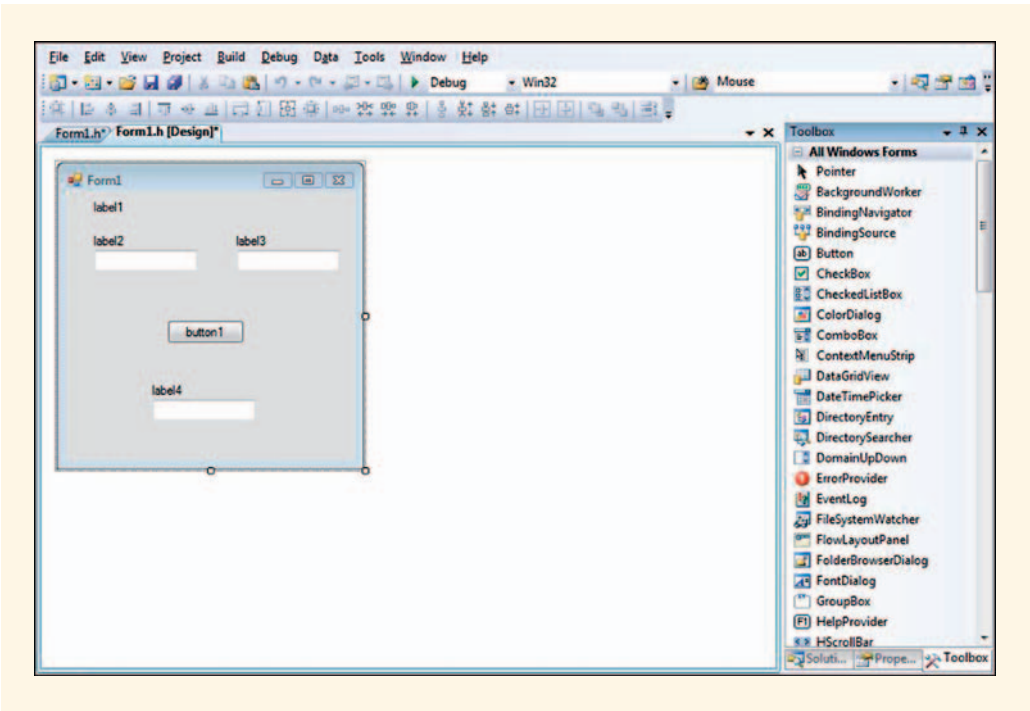 File Edit View Project Build Debug Data Tools Window Help
Debug Win32 Mouse
Form1.h* Form1.h [Design]*
Form1
label1
label2 label3
button1
label4
Toolbox
All Windows Forms
Pointer
BackgroundWorker
BindingNavigator
BindingSource
ab Button
CheckBox
CheckedListBox
ColorDialog
ComboBox
ContextMenuStrip
DataGridView
DateTimePicker
DirectoryEntry
DirectorySearcher
DomainUpDown
ErrorProvider
EventLog
FileSystemWatcher
FlowLayoutPanel
FolderBrowserDialog
FontDialog
GroupBox
F1 HelpProvider
HScrollBar
Soluti... Prope... Toolbox